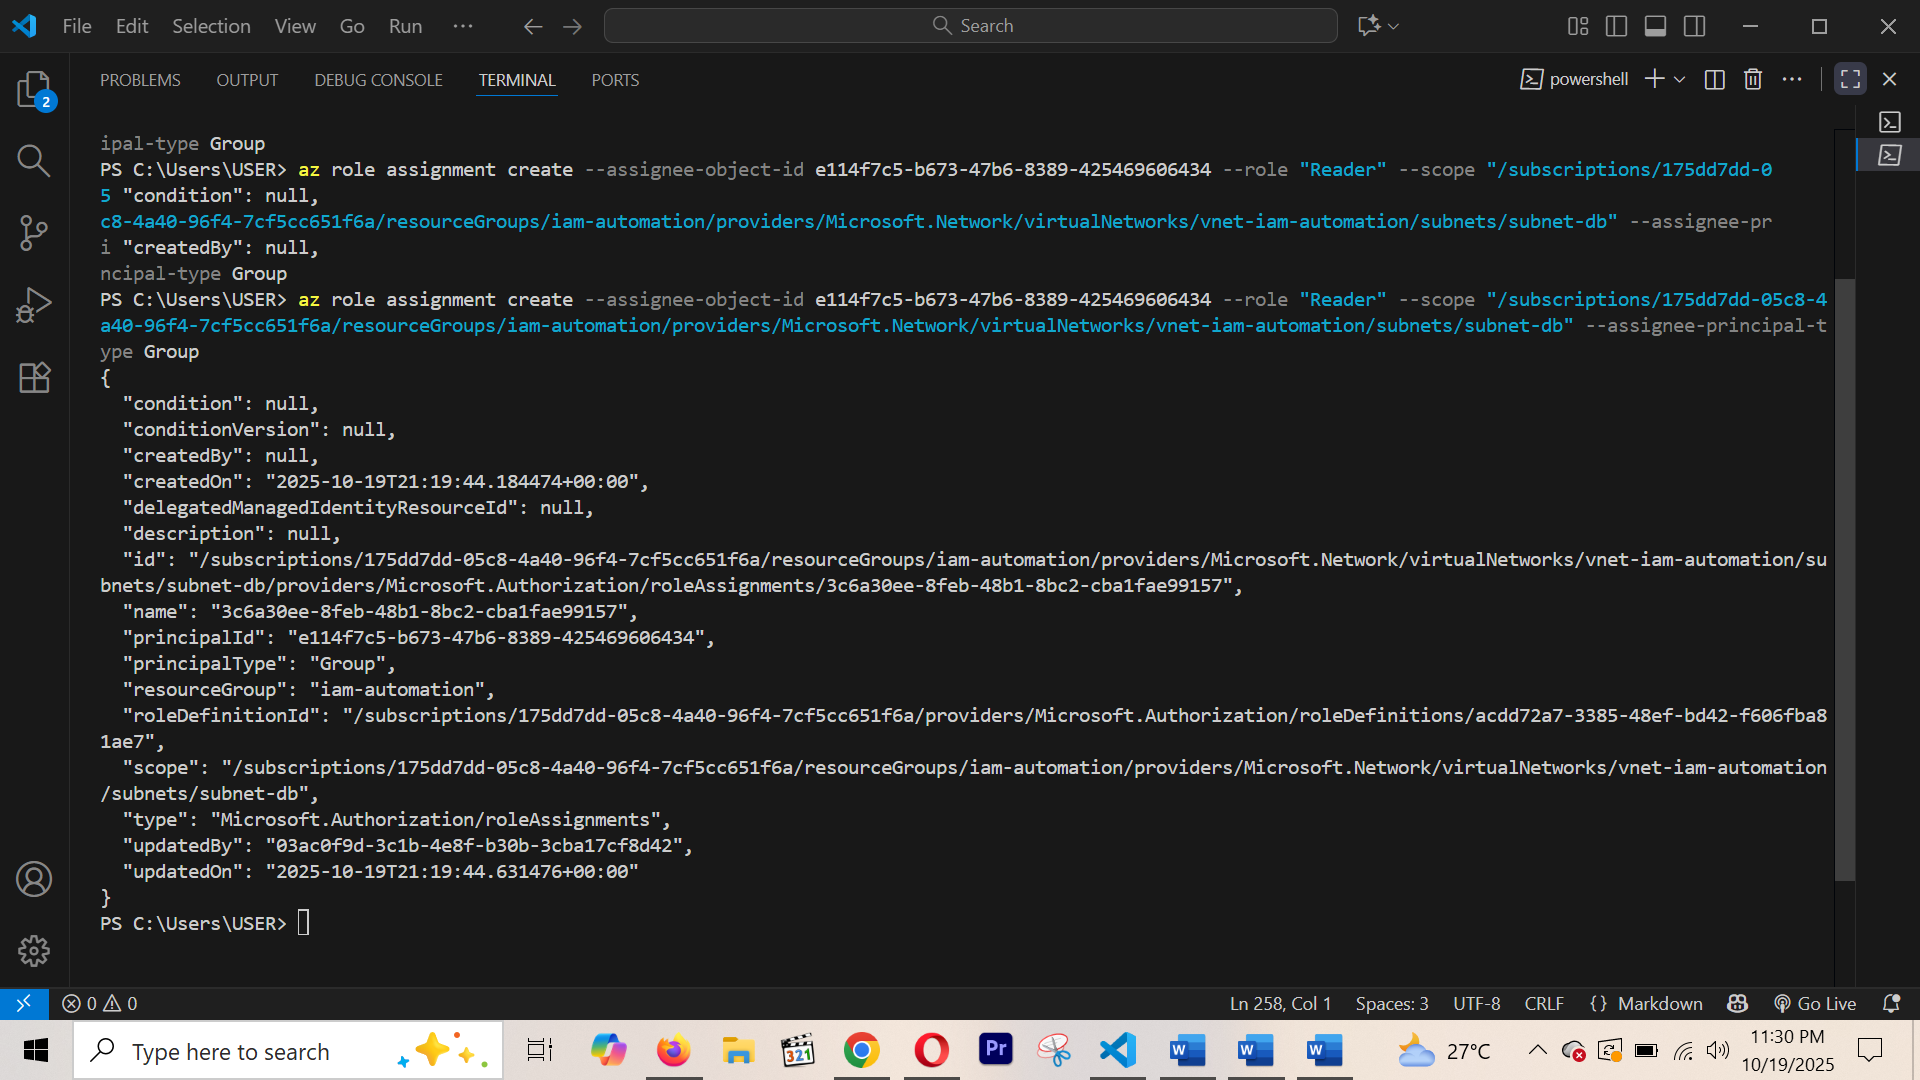 File Edit Selection View Go Run ··· Search
PROBLEMS OUTPUT DEBUG CONSOLE TERMINAL PORTS powershell
2
ipal-type Group
PS C:\Users\USER> az role assignment create --assignee-object-id e114f7c5-b673-47b6-8389-425469606434 --role "Reader" --scope "/subscriptions/175dd7dd-0
5 "condition": null,
c8-4a40-96f4-7cf5cc651f6a/resourceGroups/iam-automation/providers/Microsoft.Network/virtualNetworks/vnet-iam-automation/subnets/subnet-db" --assignee-pr
i "createdBy": null,
ncipal-type Group
PS C:\Users\USER> az role assignment create --assignee-object-id e114f7c5-b673-47b6-8389-425469606434 --role "Reader" --scope "/subscriptions/175dd7dd-05c8-4
a40-96f4-7cf5cc651f6a/resourceGroups/iam-automation/providers/Microsoft.Network/virtualNetworks/vnet-iam-automation/subnets/subnet-db" --assignee-principal-t
ype Group
{
  "condition": null,
  "conditionVersion": null,
  "createdBy": null,
  "createdOn": "2025-10-19T21:19:44.184474+00:00",
  "delegatedManagedIdentityResourceId": null,
  "description": null,
  "id": "/subscriptions/175dd7dd-05c8-4a40-96f4-7cf5cc651f6a/resourceGroups/iam-automation/providers/Microsoft.Network/virtualNetworks/vnet-iam-automation/su
bnets/subnet-db/providers/Microsoft.Authorization/roleAssignments/3c6a30ee-8feb-48b1-8bc2-cba1fae99157",
  "name": "3c6a30ee-8feb-48b1-8bc2-cba1fae99157",
  "principalId": "e114f7c5-b673-47b6-8389-425469606434",
  "principalType": "Group",
  "resourceGroup": "iam-automation",
  "roleDefinitionId": "/subscriptions/175dd7dd-05c8-4a40-96f4-7cf5cc651f6a/providers/Microsoft.Authorization/roleDefinitions/acdd72a7-3385-48ef-bd42-f606fba8
1ae7",
  "scope": "/subscriptions/175dd7dd-05c8-4a40-96f4-7cf5cc651f6a/resourceGroups/iam-automation/providers/Microsoft.Network/virtualNetworks/vnet-iam-automation
/subnets/subnet-db",
  "type": "Microsoft.Authorization/roleAssignments",
  "updatedBy": "03ac0f9d-3c1b-4e8f-b30b-3cba17cf8d42",
  "updatedOn": "2025-10-19T21:19:44.631476+00:00"
}
PS C:\Users\USER>
0 0 Ln 258, Col 1 Spaces: 3 UTF-8 CRLF {} Markdown Go Live
Type here to search 321 Pr W W W 27°C 11:30 PM
10/19/2025